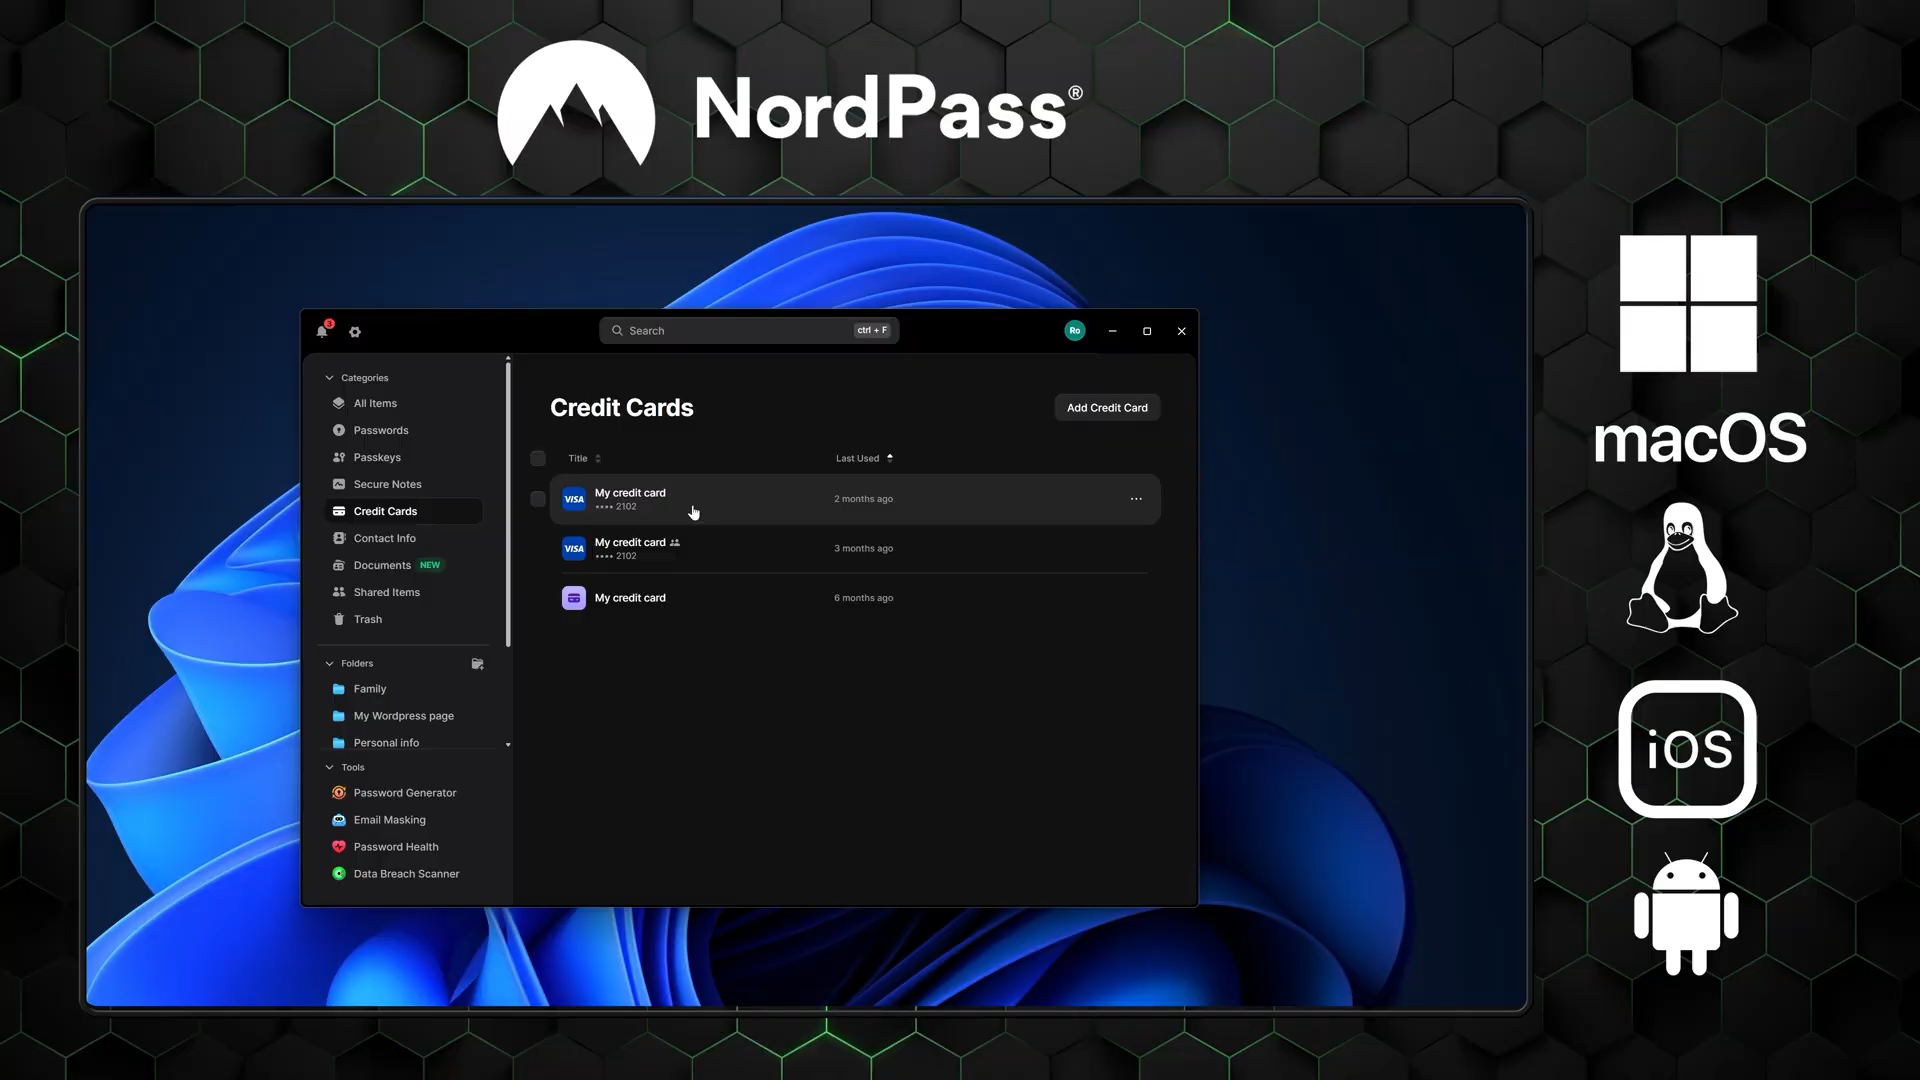 NordPass®
3
Search
ctrl + F
Ro
Categories
All Items
Passwords
Passkeys
Secure Notes
Credit Cards
Contact Info
Documents NEW
Shared Items
Trash
Folders
Family
My Wordpress page
Personal info
Tools
Password Generator
Email Masking
Password Health
Data Breach Scanner
Credit Cards
Add Credit Card
Title
Last Used
VISA
My credit card
•••• 2102
2 months ago
VISA
My credit card
•••• 2102
3 months ago
My credit card
6 months ago
macOS
iOS